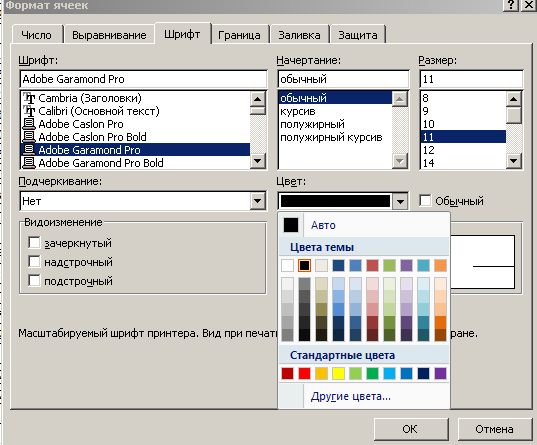 Формат ячеек
Число Выравнивание Шрифт Граница Заливка Защита
Шрифт: Начертание: Размер:
Adobe Garamond Pro обычный 11
Cambria (Заголовки) обычный 8
Calibri (Основной текст) курсив 9
Adobe Caslon Pro полужирный 10
Adobe Caslon Pro Bold полужирный курсив 11
Adobe Garamond Pro 12
Adobe Garamond Pro Bold 14
Подчеркивание: Цвет:
Нет Обычный
Видоизменение Авто
зачеркнутый Цвета темы
надстрочный
подстрочный
Масштабируемый шрифт принтера. Вид при печати ране.
Стандартные цвета
Другие цвета...
ОК Отмена